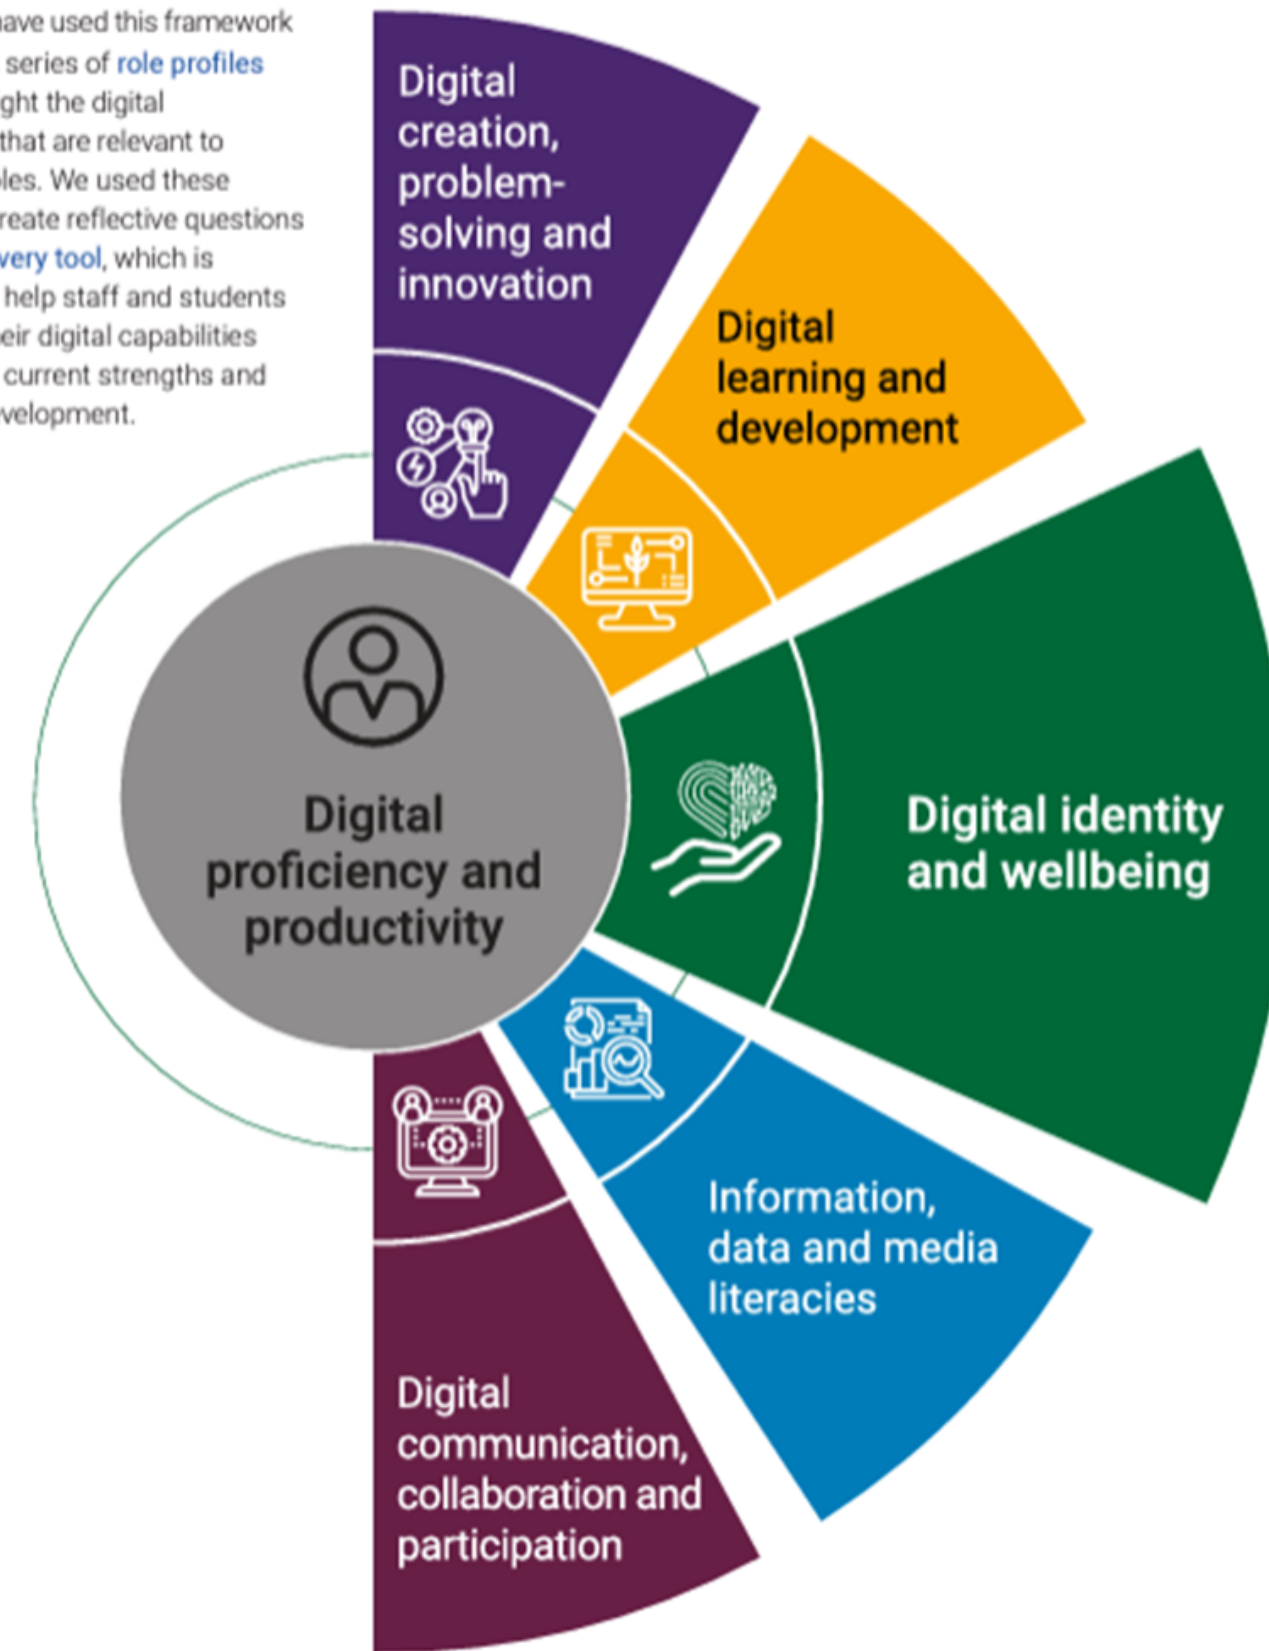 have used this framework
series of role profiles
ght the digital
that are relevant to
les. We used these
reate reflective questions
very tool, which is
help staff and students
eir digital capabilities
current strengths and
velopment.
Digital
creation,
problem-
solving and
innovation
Digital
learning and
development
Digital identity
and wellbeing
Digital
proficiency and
productivity
Information,
data and media
literacies
Digital
communication,
collaboration and
participation